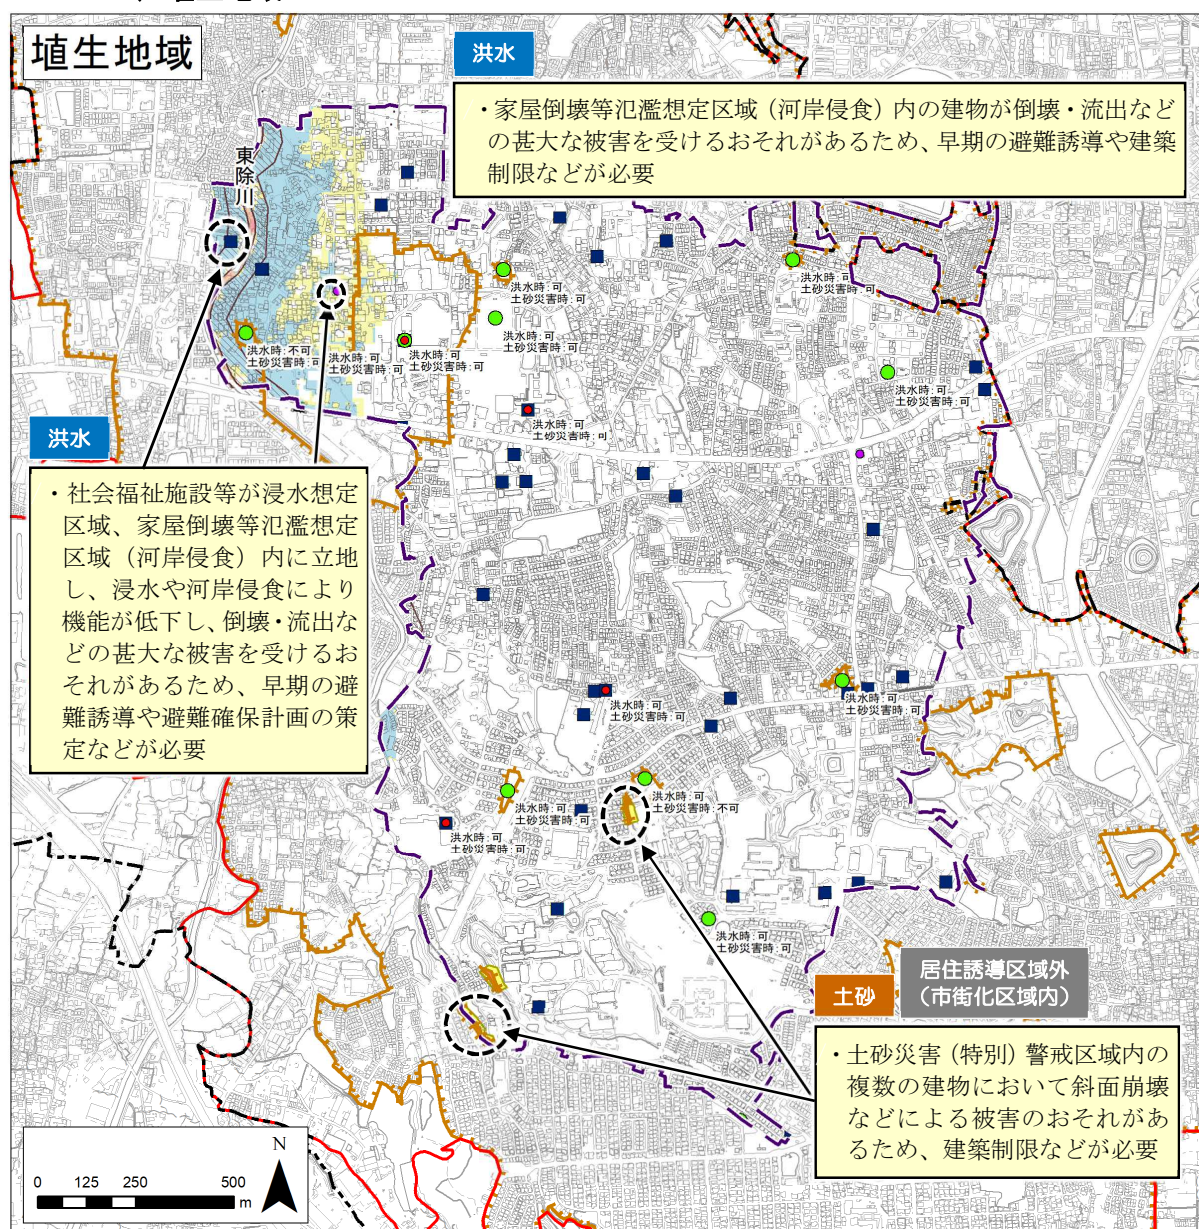 埴生地域
洪水
・家屋倒壊等氾濫想定区域（河岸侵食）内の建物が倒壊・流出など
の甚大な被害を受けるおそれがあるため、早期の避難誘導や建築
制限などが必要
東除川
洪水時:可
土砂災害時:可
洪水時:可
土砂災害時:可
洪水時:可
土砂災害時:可
洪水時:不可
土砂災害時:可
洪水時:可
土砂災害時:可
洪水時:可
土砂災害時:可
洪水時:可
土砂災害時:可
洪水時:可
土砂災害時:可
洪水
・社会福祉施設等が浸水想定
区域、家屋倒壊等氾濫想定
区域（河岸侵食）内に立地
し、浸水や河岸侵食により
機能が低下し、倒壊・流出な
どの甚大な被害を受けるお
それがあるため、早期の避
難誘導や避難確保計画の策
定などが必要
洪水時:可
土砂災害時:可
洪水時:可
土砂災害時:可
洪水時:可
土砂災害時:可
洪水時:可
土砂災害時:不可
洪水時:可
土砂災害時:可
洪水時:可
土砂災害時:可
土砂
居住誘導区域外
（市街化区域内）
・土砂災害（特別）警戒区域内の
複数の建物において斜面崩壊
などによる被害のおそれがあ
るため、建築制限などが必要
N
0 125 250 500
m